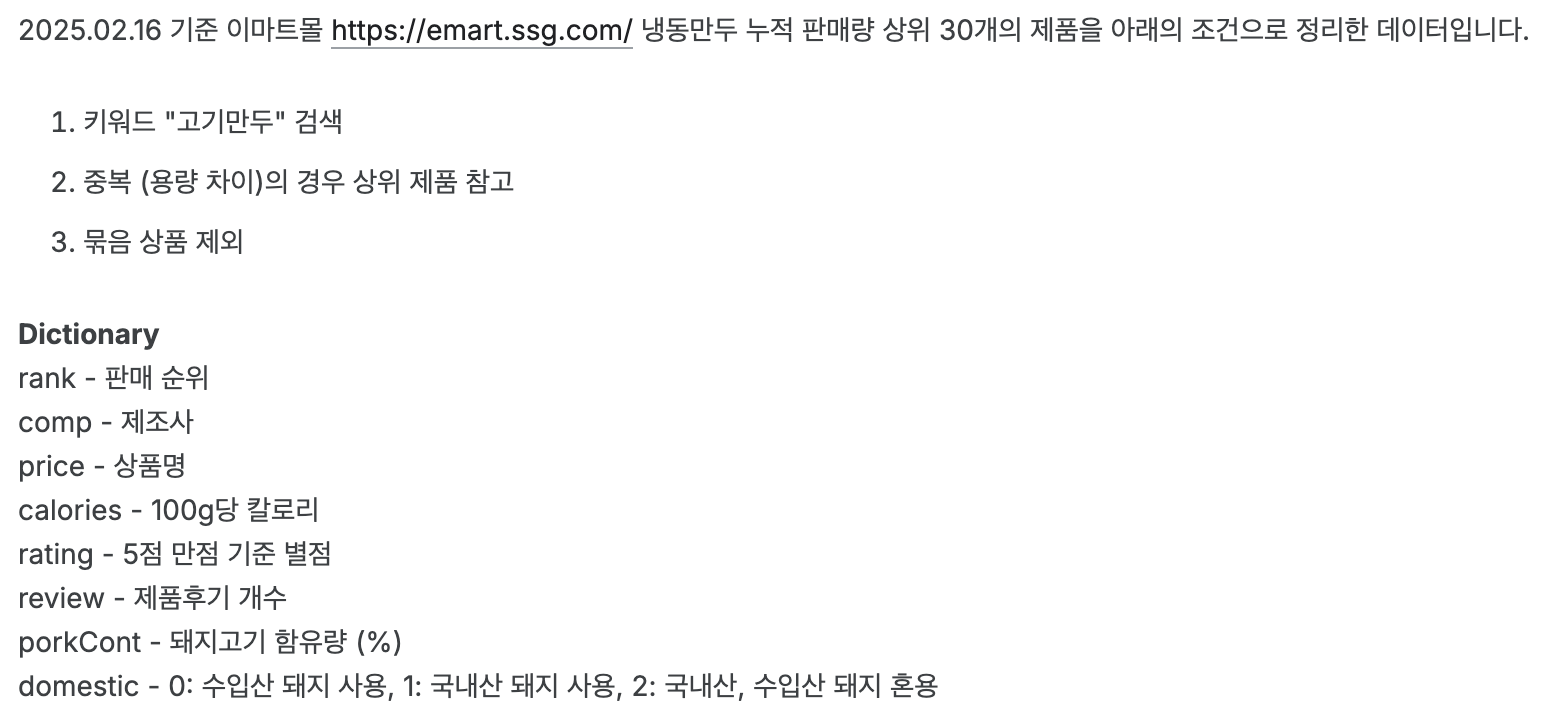 2025.02.16 기준 이마트몰 https://emart.ssg.com/ 냉동만두 누적 판매량 상위 30개의 제품을 아래의 조건으로 정리한 데이터입니다.
1. 키워드 "고기만두" 검색
2. 중복 (용량 차이)의 경우 상위 제품 참고
3. 묶음 상품 제외
Dictionary
rank - 판매 순위
comp - 제조사
price - 상품명
calories - 100g당 칼로리
rating - 5점 만점 기준 별점
review - 제품후기 개수
porkCont - 돼지고기 함유량 (%)
domestic - 0: 수입산 돼지 사용, 1: 국내산 돼지 사용, 2: 국내산, 수입산 돼지 혼용